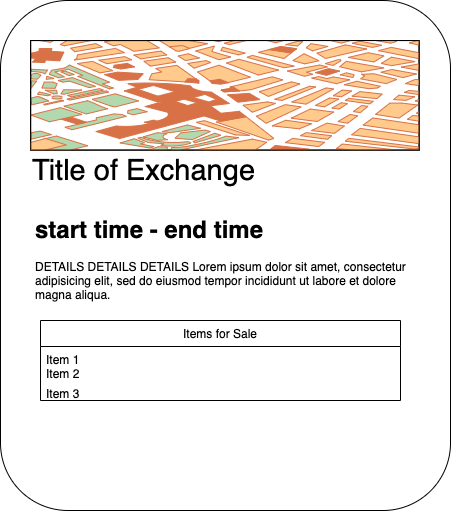 Title of Exchange
start time - end time
DETAILS DETAILS DETAILS Lorem ipsum dolor sit amet, consectetur
adipisicing elit, sed do eiusmod tempor incididunt ut labore et dolore
magna aliqua.
Items for Sale
Item 1
Item 2
Item 3